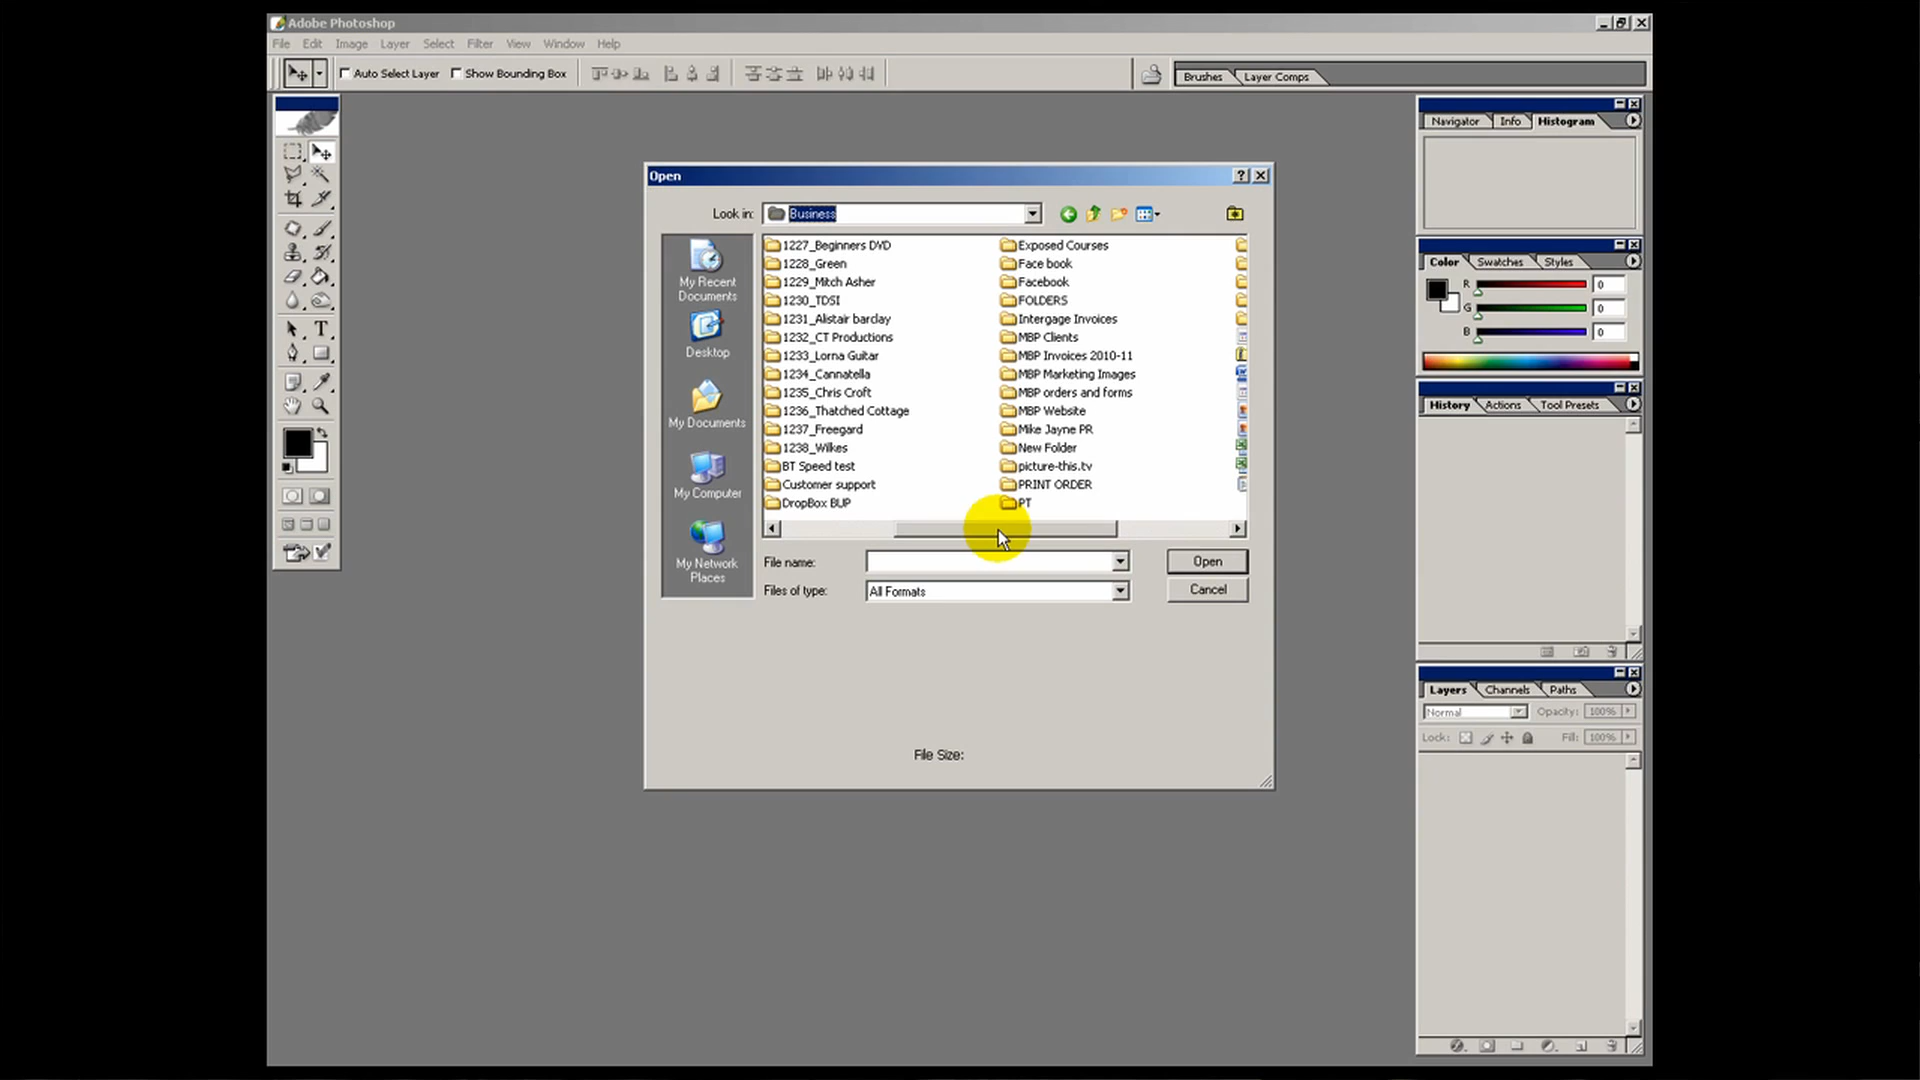 Adobe Photoshop
File Edit Image Layer Select Filter View Window Help
Auto Select Layer Show Bounding Box Brushes Layer Comps
Navigator Info Histogram
Open
Look in: Business
My Recent Documents
Desktop
My Documents
My Computer
My Network Places
1227_Beginners DVD
1228_Green
1229_Mitch Asher
1230_TDSI
1231_Alistair barclay
1232_CT Productions
1233_Lorna Guitar
1234_Cannatella
1235_Chris Croft
1236_Thatched Cottage
1237_Freegard
1238_Wilkes
BT Speed test
Customer support
DropBox BUP
Exposed Courses
Face book
Facebook
FOLDERS
Intergage Invoices
MBP Clients
MBP Invoices 2010-11
MBP Marketing Images
MBP orders and forms
MBP Website
Mike Jayne PR
New Folder
picture-this.tv
PRINT ORDER
PT
File name: Open
Files of type: All Formats Cancel
File Size:
Color Swatches Styles
R 0
G 0
B 0
History Actions Tool Presets
Layers Channels Paths
Normal Opacity: 100%
Lock: Fill: 100%